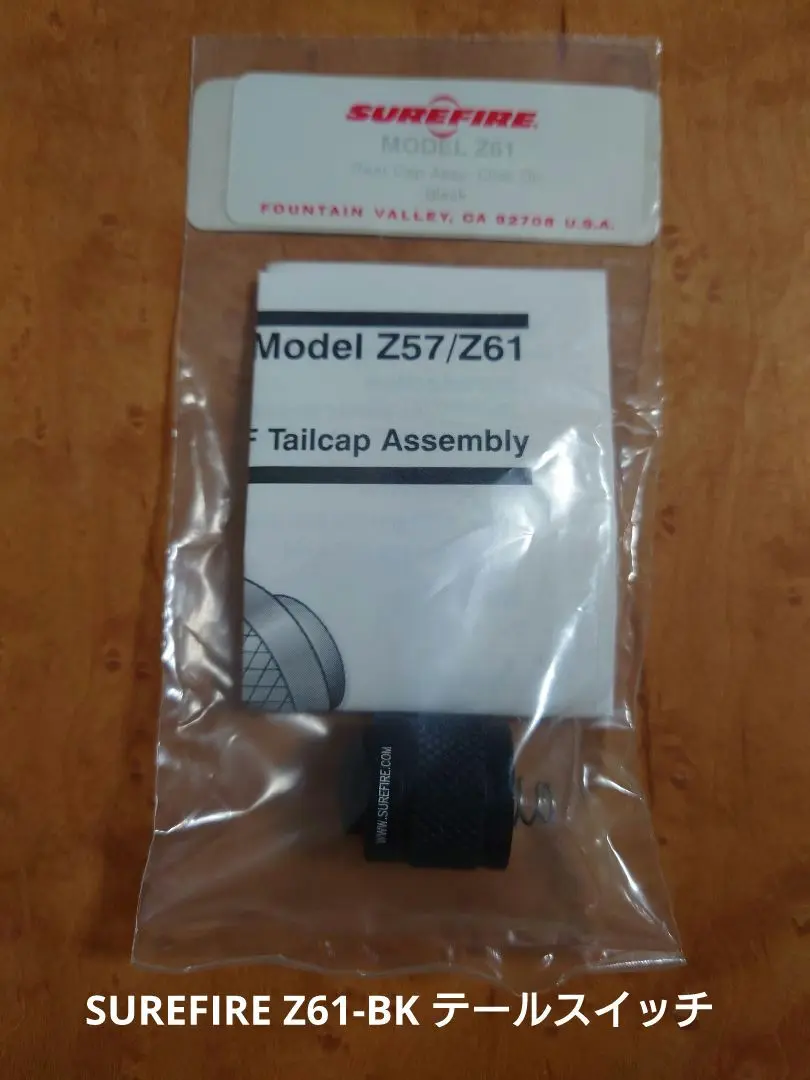 SUREFIRE
MODEL Z61
Black
FOUNTAIN VALLEY, CA 92708 U.S.A.
Model Z57/Z61
F Tailcap Assembly
WWW.SUREFIRE.COM
SUREFIRE Z61-BK テールスイッチ